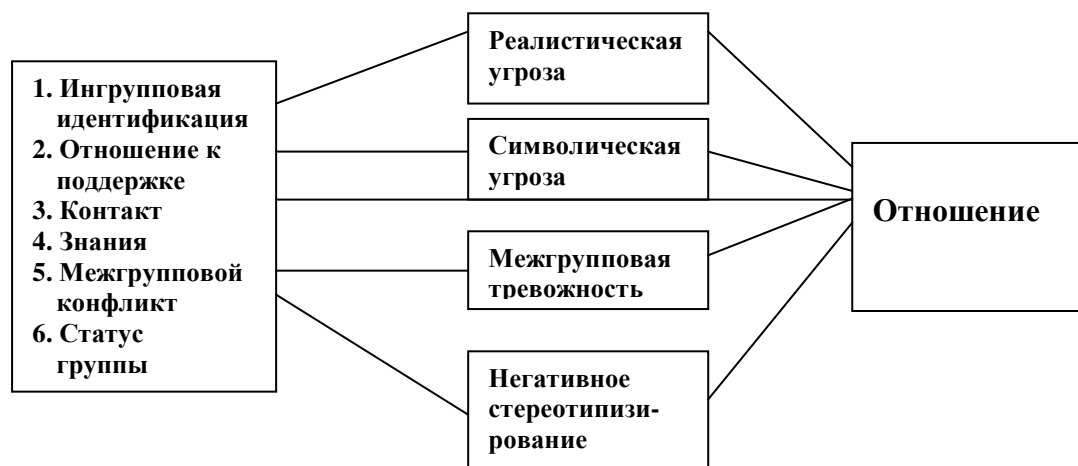 1. Ингрупповая
идентификация
2. Отношение к
поддержке
3. Контакт
4. Знания
5. Межгрупповой
конфликт
6. Статус
группы
Реалистическая
угроза
Символическая
угроза
Межгрупповая
тревожность
Негативное
стереотипизи-
рование
Отношение